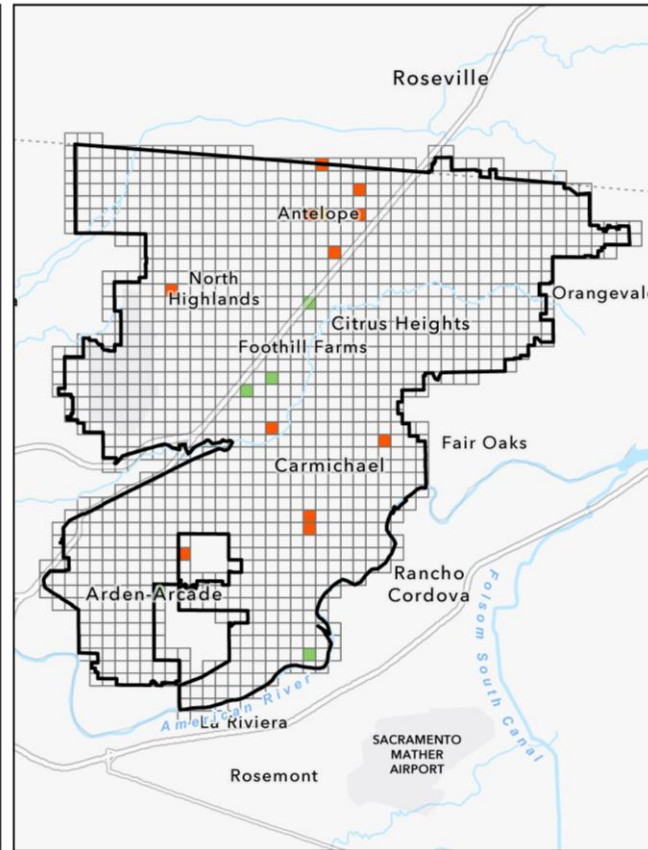 Roseville
Antelope
North
Highlands
Orangeval
Citrus Heights
Foothill Farms
Fair Oaks
Carmichael
Rancho
Cordova
Arden-Arcade
Folsom South Canal
American River
La Riviera
SACRAMENTO
MATHER
AIRPORT
Rosemont